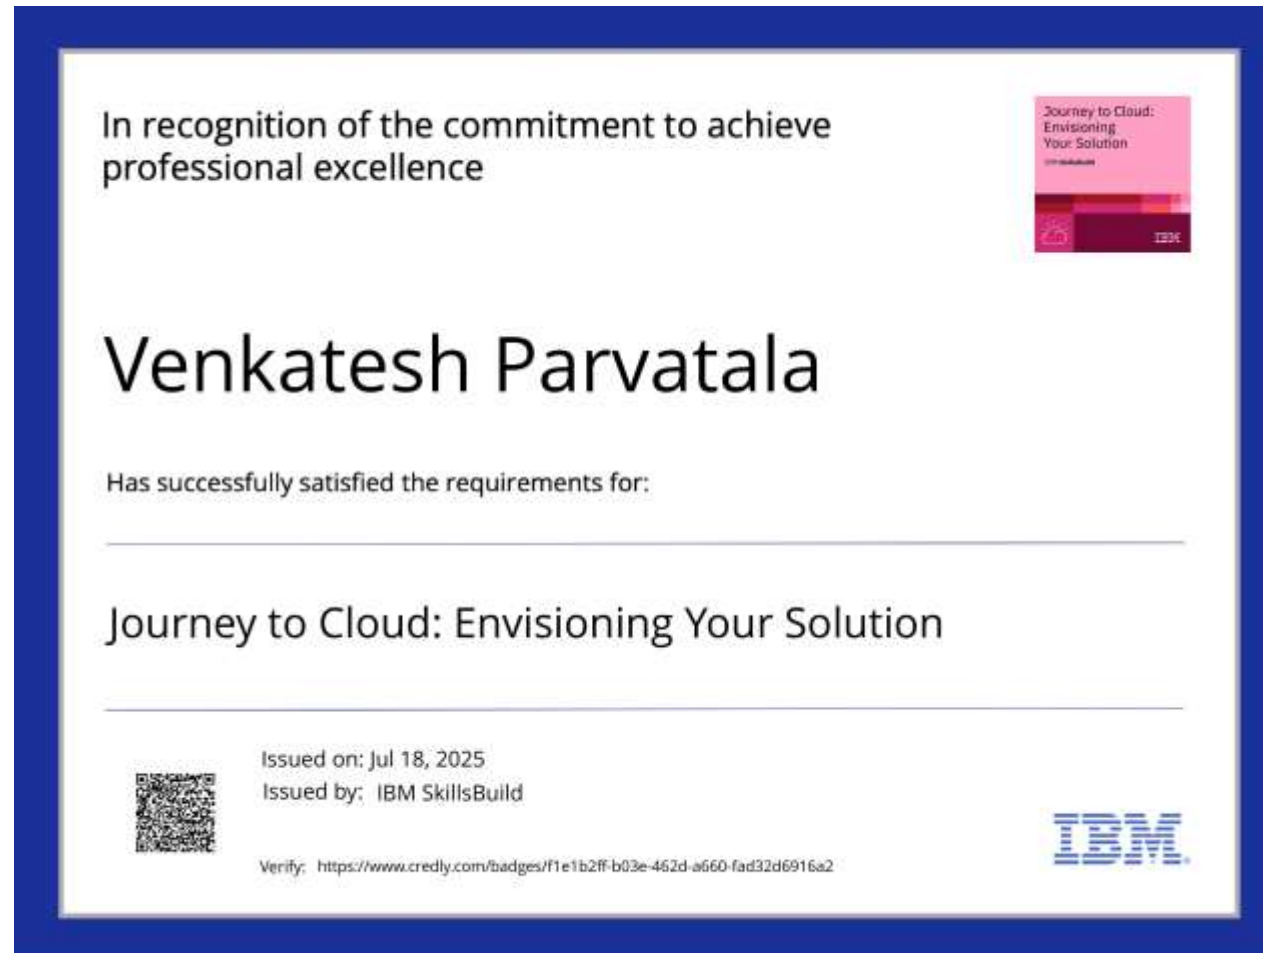 In recognition of the commitment to achieve
professional excellence
Journey to Cloud:
Envisioning
Your Solution
IBM
Venkatesh Parvatala
Has successfully satisfied the requirements for:
Journey to Cloud: Envisioning Your Solution
Issued on: Jul 18, 2025
Issued by: IBM SkillsBuild
IBM
Verify: https://www.credly.com/badges/f1e1b2ff-b03e-462d-a660-fad32d6916a2